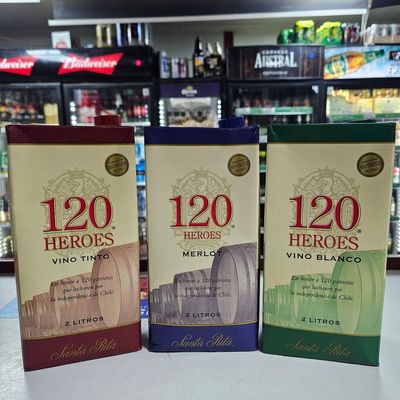 Budweiser
Budweiser
CERVEZA
AUSTRAL
120
HEROES
VINO TINTO
En honor a 120 patriotas
que lucharon por
la independencia de Chile
2 LITROS
Santa Rita
120
HEROES
MERLOT
En honor a 120 patriotas
que lucharon por
la independencia de Chile
2 LITROS
Santa Rita
120
HEROES
VINO BLANCO
En honor a 120 patriotas
que lucharon por
la independencia de Chile
2 LITROS
Santa Rita